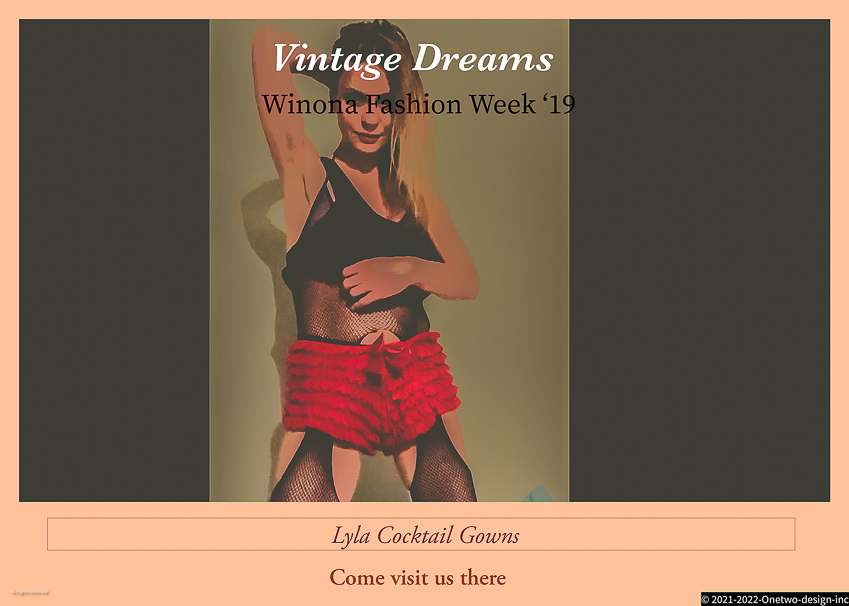 Vintage Dreams
Winona Fashion Week ‘19
Lyla Cocktail Gowns
Come visit us there
© 2021-2022-Onetwo-design-inc